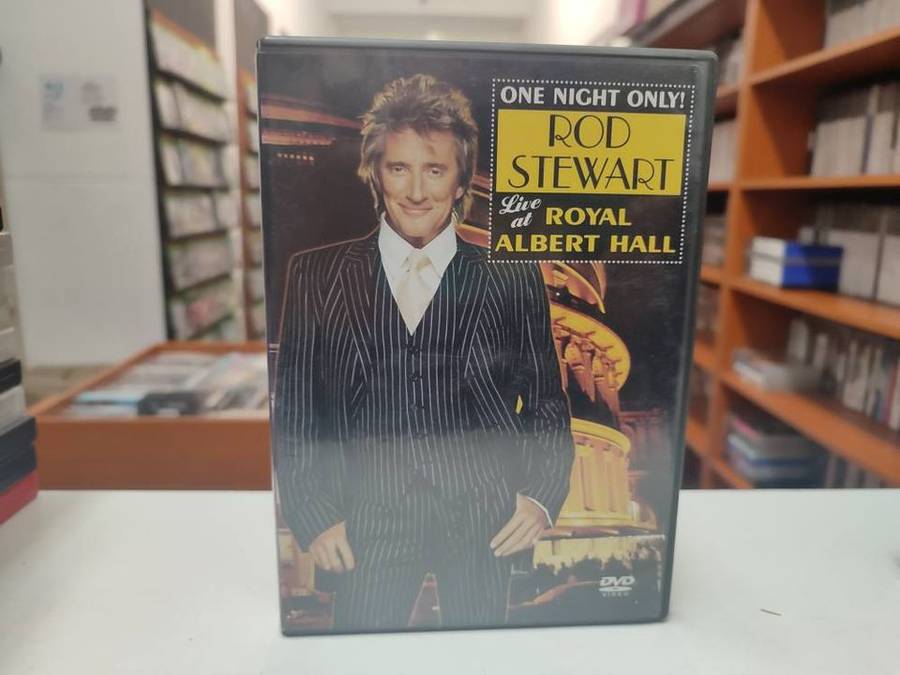 ONE NIGHT ONLY!
ROD
STEWART
Live
at ROYAL
ALBERT HALL
DVD
VIDEO